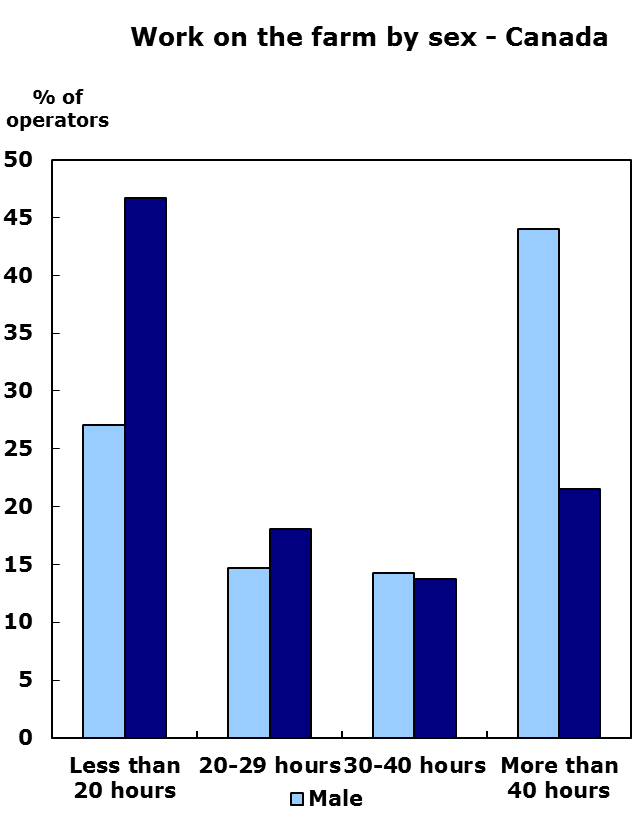 Work on the farm by sex - Canada
% of
operators
50
45
40
35
30
25
20
15
10
5
0
Less than
20 hours
20-29 hours
30-40 hours
More than
40 hours
Male